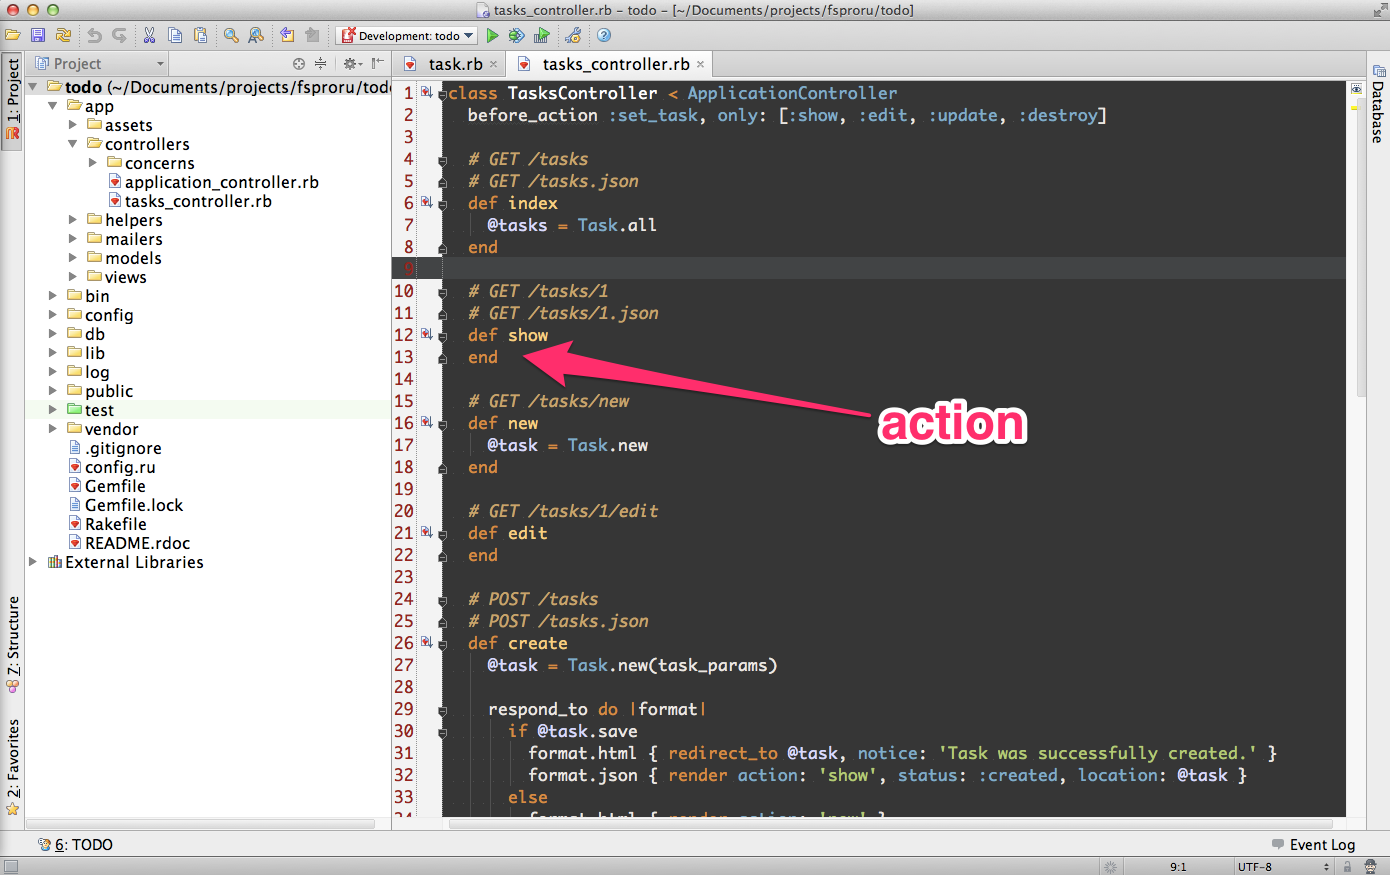 tasks_controller.rb – todo – [~/Documents/projects/fsproru/todo]
Development: todo
1: Project
Z: Structure
2: Favorites
Project
todo (~/Documents/projects/fsproru/todo
app
assets
controllers
concerns
application_controller.rb
tasks_controller.rb
helpers
mailers
models
views
bin
config
db
lib
log
public
test
vendor
.gitignore
config.ru
Gemfile
Gemfile.lock
Rakefile
README.rdoc
External Libraries
task.rb
tasks_controller.rb
1 class TasksController < ApplicationController
2 before_action :set_task, only: [:show, :edit, :update, :destroy]
3
4 # GET /tasks
5 # GET /tasks.json
6 def index
7 @tasks = Task.all
8 end
9
10 # GET /tasks/1
11 # GET /tasks/1.json
12 def show
13 end
14
15 # GET /tasks/new
16 def new
17 @task = Task.new
18 end
19
20 # GET /tasks/1/edit
21 def edit
22 end
23
24 # POST /tasks
25 # POST /tasks.json
26 def create
27 @task = Task.new(task_params)
28
29 respond_to do |format|
30 if @task.save
31 format.html { redirect_to @task, notice: 'Task was successfully created.' }
32 format.json { render action: 'show', status: :created, location: @task }
33 else
action
Database
6: TODO
Event Log
9:1
UTF-8